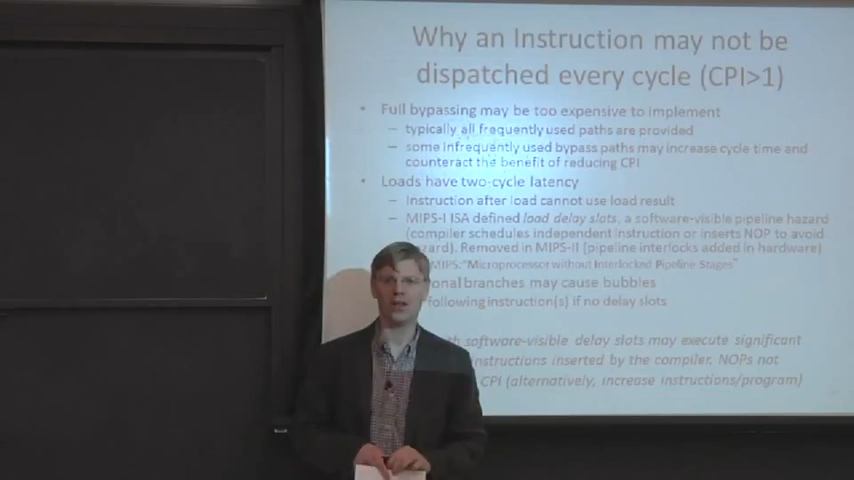 Why an Instruction may not be
dispatched every cycle (CPI>1)
• Full bypassing may be too expensive to implement
– typically all frequently used paths are provided
– some infrequently used bypass paths may increase cycle time and
counteract the benefit of reducing CPI
• Loads have two-cycle latency
– Instruction after load cannot use load result
– MIPS-I ISA defined load delay slots, a software-visible pipeline hazard
(compiler schedules independent instruction or inserts NOP to avoid
hazard). Removed in MIPS-II (pipeline interlocks added in hardware)
MIPS: "Microprocessor without Interlocked Pipeline Stages"
onal branches may cause bubbles
following instruction(s) if no delay slots
th software-visible delay slots may execute significant
instructions inserted by the compiler. NOPs not
CPI (alternatively, increase instructions/program)